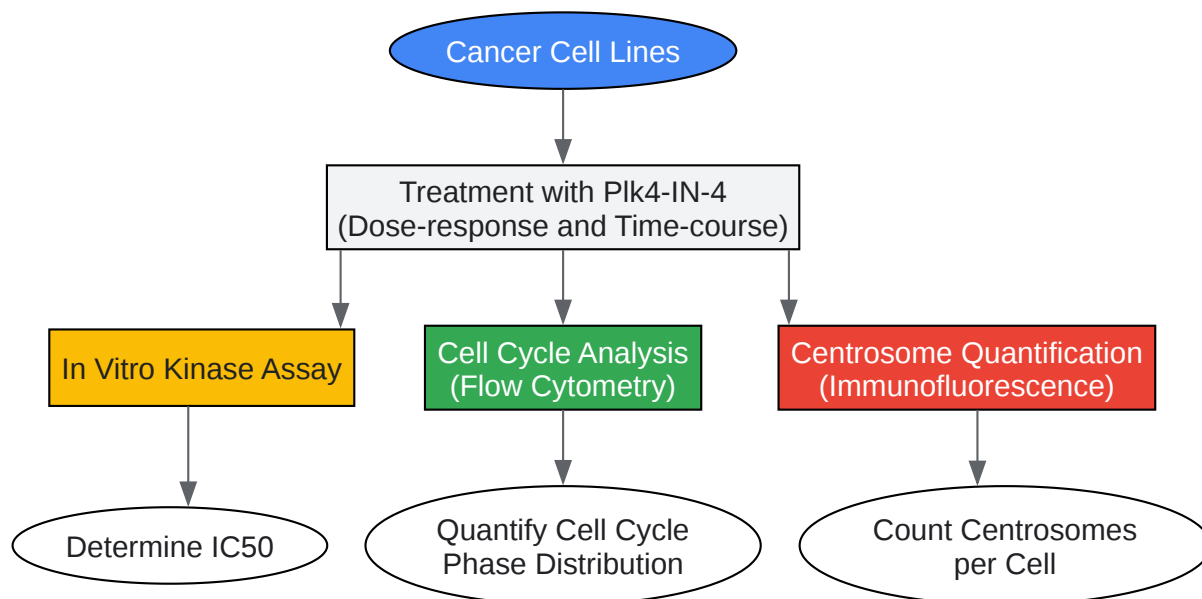 Cancer Cell Lines
Treatment with Plk4-IN-4
(Dose-response and Time-course)
In Vitro Kinase Assay
Cell Cycle Analysis
(Flow Cytometry)
Centrosome Quantification
(Immunofluorescence)
Determine IC50
Quantify Cell Cycle
Phase Distribution
Count Centrosomes
per Cell